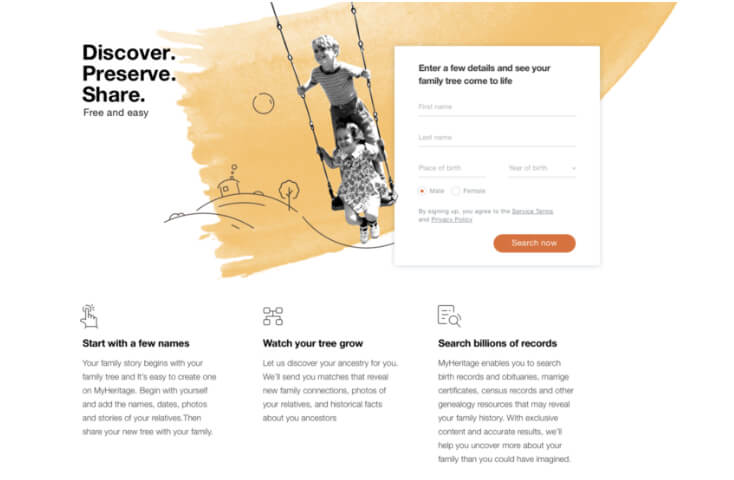 Discover.
Preserve.
Share.
Free and easy
Enter a few details and see your
family tree come to life
First name
Last name
Place of birth
Year of birth
Male
Female
By signing up, you agree to the Service Terms
and Privacy Policy
Search now
Start with a few names
Your family story begins with your
family tree and It's easy to create one
on MyHeritage. Begin with yourself
and add the names, dates, photos
and stories of your relatives.Then
share your new tree with your family.
Watch your tree grow
Let us discover your ancestry for you.
We'll send you matches that reveal
new family connections, photos of
your relatives, and historical facts
about you ancestors
Search billions of records
MyHeritage enables you to search
birth records and obituaries, marrige
certificates, census records and other
genealogy resources that may reveal
your family history. With exclusive
content and accurate results, we'll
help you uncover more about your
family than you could have imagined.